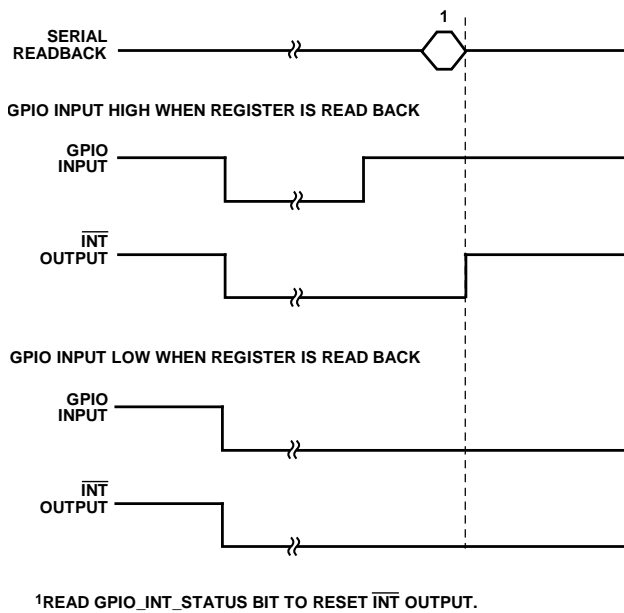 1
SERIAL
READBACK
GPIO INPUT HIGH WHEN REGISTER IS READ BACK
GPIO
INPUT
INT
OUTPUT
GPIO INPUT LOW WHEN REGISTER IS READ BACK
GPIO
INPUT
INT
OUTPUT
1READ GPIO_INT_STATUS BIT TO RESET INT OUTPUT.